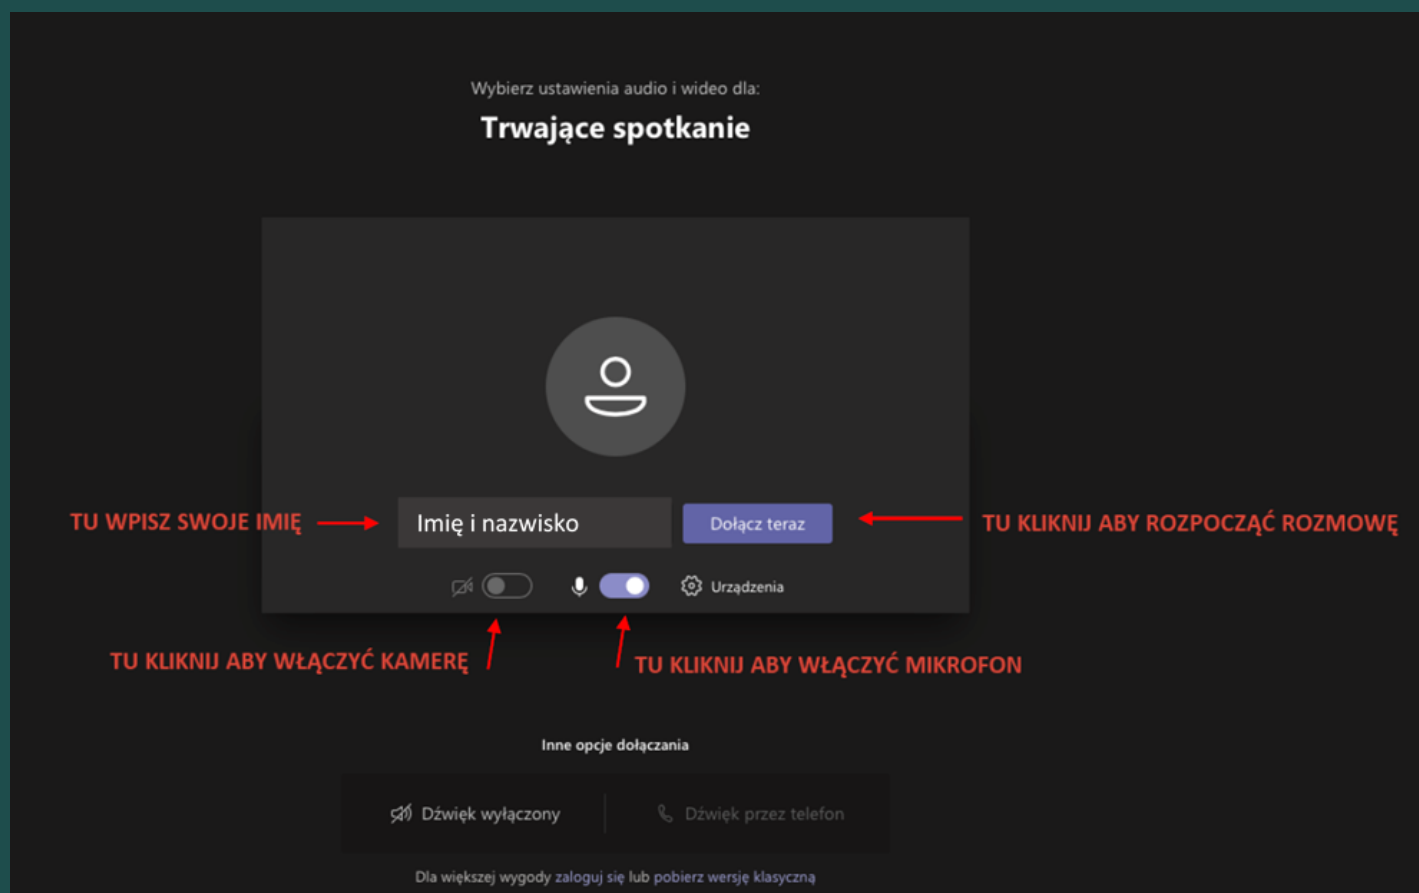 Wybierz ustawienia audio i wideo dla:
Trwające spotkanie
TU WPISZ SWOJE IMIĘ
Imię i nazwisko
Dołącz teraz
TU KLIKNIJ ABY ROZPOCZĄĆ ROZMOWĘ
Urządzenia
TU KLIKNIJ ABY WŁĄCZYĆ KAMERĘ
TU KLIKNIJ ABY WŁĄCZYĆ MIKROFON
Inne opcje dołączania
Dźwięk wyłączony
Dźwięk przez telefon
Dla większej wygody zaloguj się lub pobierz wersję klasyczną